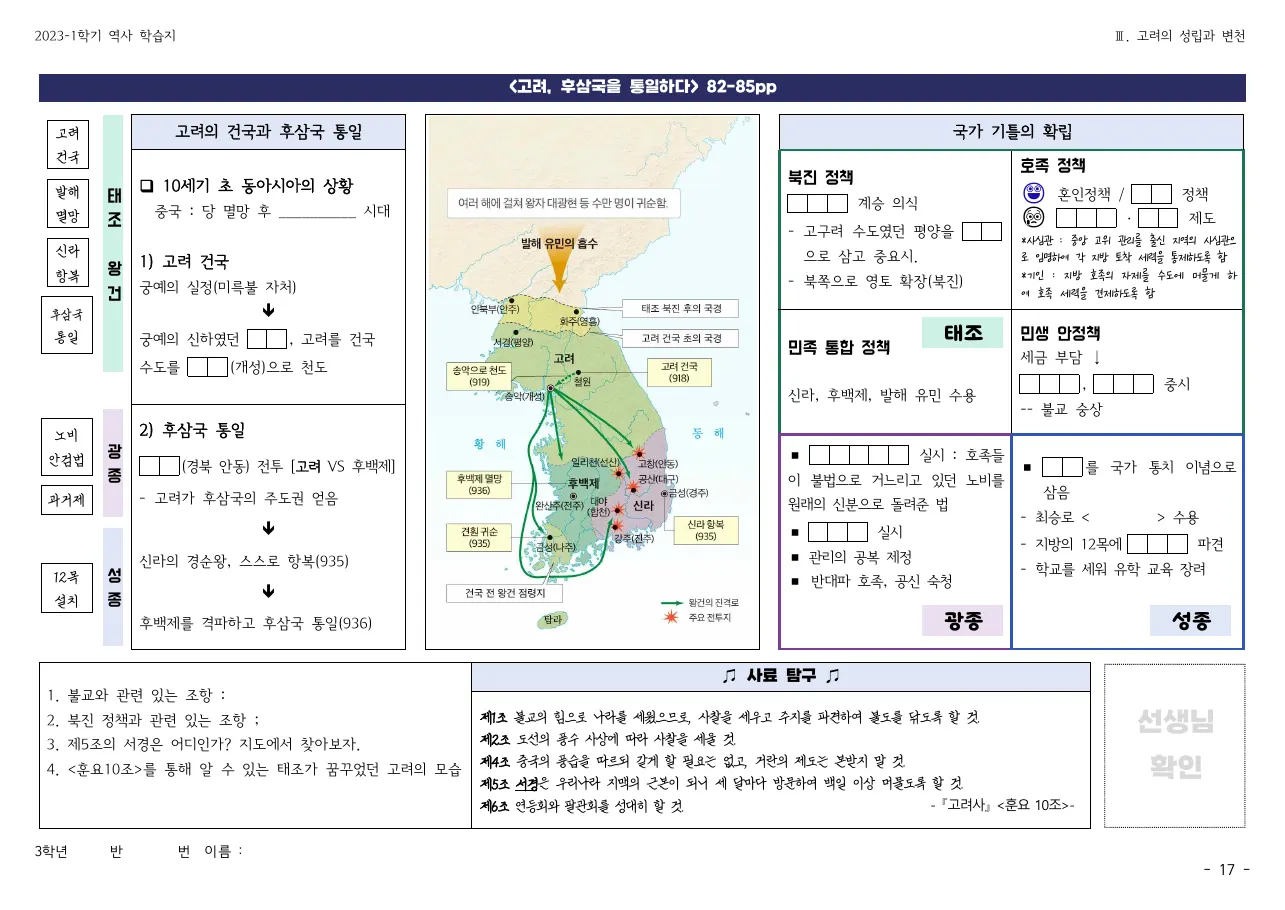 2023-1학기 역사 학습지
Ⅲ. 고려의 성립과 변천
<고려, 후삼국을 통일하다> 82-85pp
고려
건국
발해
멸망
신라
항복
후삼국
통일
태조 왕건
노비
안검법
과거제
광종
12목
설치
성종
고려의 건국과 후삼국 통일
❑ 10세기 초 동아시아의 상황
중국 : 당 멸망 후 __________ 시대
1) 고려 건국
궁예의 실정(미륵불 자처)
🡻
궁예의 신하였던 □□, 고려를 건국
수도를 □□(개성)으로 천도
2) 후삼국 통일
□□(경북 안동) 전투 [고려 VS 후백제]
- 고려가 후삼국의 주도권 얻음
🡻
신라의 경순왕, 스스로 항복(935)
🡻
후백제를 격파하고 후삼국 통일(936)
여러 해에 걸쳐 왕자 대광현 등 수만 명이 귀순함.
발해 유민의 흡수
안북부(안주)
화주(영흥)
태조 북진 후의 국경
서경(평양)
고려 건국 초의 국경
고려
송악으로 천도
(919)
철원
고려 건국
(918)
송악(개성)
황 해
동 해
일리천(선산)
고창(안동)
공산(대구)
후백제 멸망
(936)
후백제
완산주(전주)
대야
(합천)
신라
금성(경주)
견훤 귀순
(935)
금성(나주)
강주(진주)
신라 항복
(935)
건국 전 왕건 점령지
탐라
왕건의 진격로
주요 전투지
국가 기틀의 확립
북진 정책
□□□ 계승 의식
- 고구려 수도였던 평양을 □□
으로 삼고 중요시.
- 북쪽으로 영토 확장(북진)
호족 정책
혼인정책 / □□ 정책
□□□ · □□ 제도
*사심관 : 중앙 고위 관리를 출신 지역의 사심관으
로 임명하여 각 지방 토착 세력을 통제하도록 함
*기인 : 지방 호족의 자제를 수도에 머물게 하
여 호족 세력을 견제하도록 함
민족 통합 정책
태조
신라, 후백제, 발해 유민 수용
민생 안정책
세금 부담 ↓
□□□, □□□ 중시
-- 불교 숭상
▪ □□□□□ 실시 : 호족들
이 불법으로 거느리고 있던 노비를
원래의 신분으로 돌려준 법
▪ □□□ 실시
▪ 관리의 공복 제정
▪ 반대파 호족, 공신 숙청
광종
▪ □□를 국가 통치 이념으로
삼음
- 최승로 < > 수용
- 지방의 12목에 □□□ 파견
- 학교를 세워 유학 교육 장려
성종
1. 불교와 관련 있는 조항 :
2. 북진 정책과 관련 있는 조항 ;
3. 제5조의 서경은 어디인가? 지도에서 찾아보자.
4. <훈요10조>를 통해 알 수 있는 태조가 꿈꾸었던 고려의 모습
♫ 사료 탐구 ♫
제1조 불교의 힘으로 나라를 세웠으므로, 사찰을 세우고 주지를 파견하여 불도를 닦도록 할 것.
제2조 도선의 풍수 사상에 따라 사찰을 세울 것.
제4조 중국의 풍습을 따르되 같게 할 필요는 없고, 거란의 제도는 본받지 말 것.
제5조 서경은 우리나라 지맥의 근본이 되니 세 달마다 방문하여 백일 이상 머물도록 할 것.
제6조 연등회와 팔관회를 성대히 할 것.
-『고려사』<훈요 10조>-
선생님
확인
3학년 반 번 이름 :
- 17 -